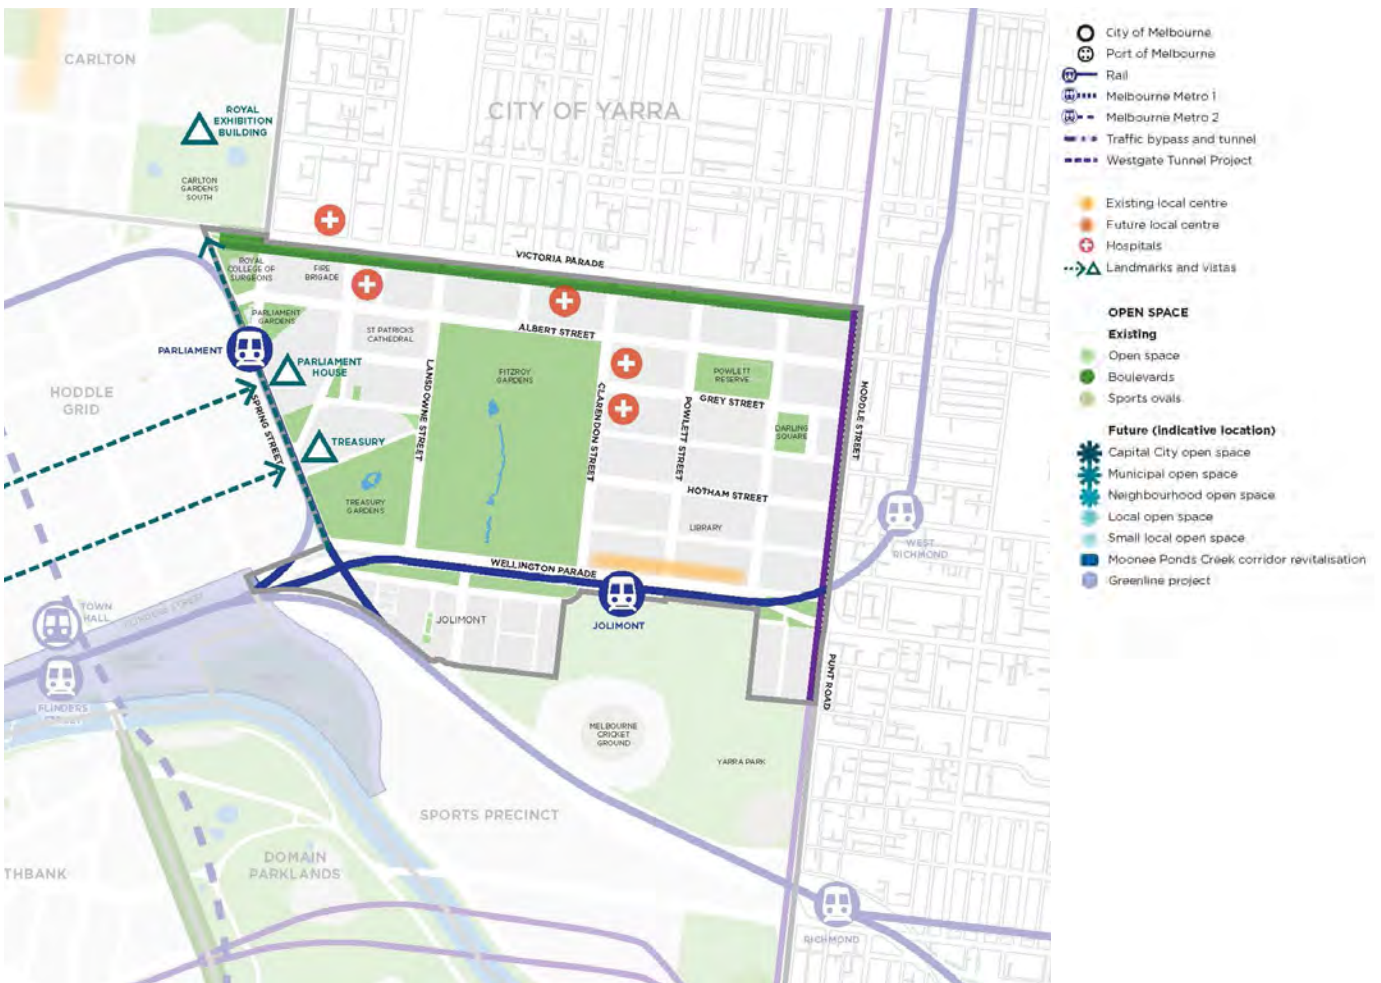 CARLTON
ROYAL
EXHIBITION
BUILDING
CITY OF YARRA
CARLTON
GARDENS
SOUTH
VICTORIA PARADE
ROYAL
COLLEGE OF
SURGEONS
FIRE
BRIGADE
PARLIAMENT
GARDENS
ST PATRICKS
CATHEDRAL
ALBERT STREET
PARLIAMENT
PARLIAMENT
HOUSE
LANSDOWNE STREET
FITZROY
GARDENS
CLARENDON STREET
POWLETT
RESERVE
GREY STREET
POWLETT STREET
HODDLE STREET
HODDLE
GRID
SPRING STREET
TREASURY
DARLING
SQUARE
TREASURY
GARDENS
HOTHAM STREET
LIBRARY
WEST
RICHMOND
WELLINGTON PARADE
TOWN
HALL
FLINDERS STREET
JOLIMONT
JOLIMONT
FLINDERS
STREET
PUNT ROAD
MELBOURNE
CRICKET
GROUND
YARRA PARK
SPORTS PRECINCT
DOMAIN
PARKLANDS
THBANK
RICHMOND
City of Melbourne
Port of Melbourne
Rail
Melbourne Metro 1
Melbourne Metro 2
Traffic bypass and tunnel
Westgate Tunnel Project
Existing local centre
Future local centre
Hospitals
Landmarks and vistas
OPEN SPACE
Existing
Open space
Boulevards
Sports ovals
Future (indicative location)
Capital City open space
Municipal open space
Neighbourhood open space
Local open space
Small local open space
Moonee Ponds Creek corridor revitalisation
Greenline project